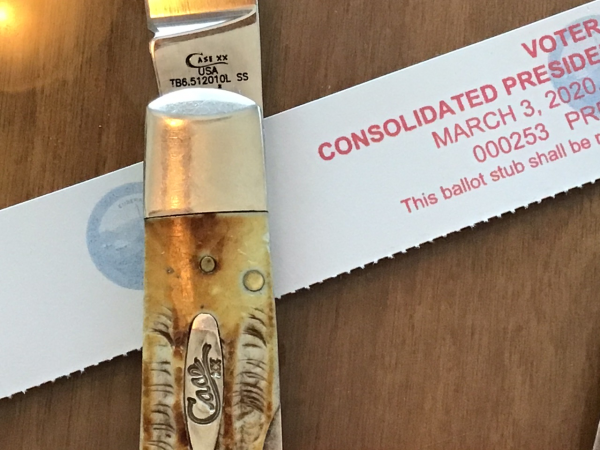 CASE XX
USA
TB6.512010L SS
Case
XX
VOTER
CONSOLIDATED PRESIDE
MARCH 3, 2020
000253 PR
This ballot stub shall be